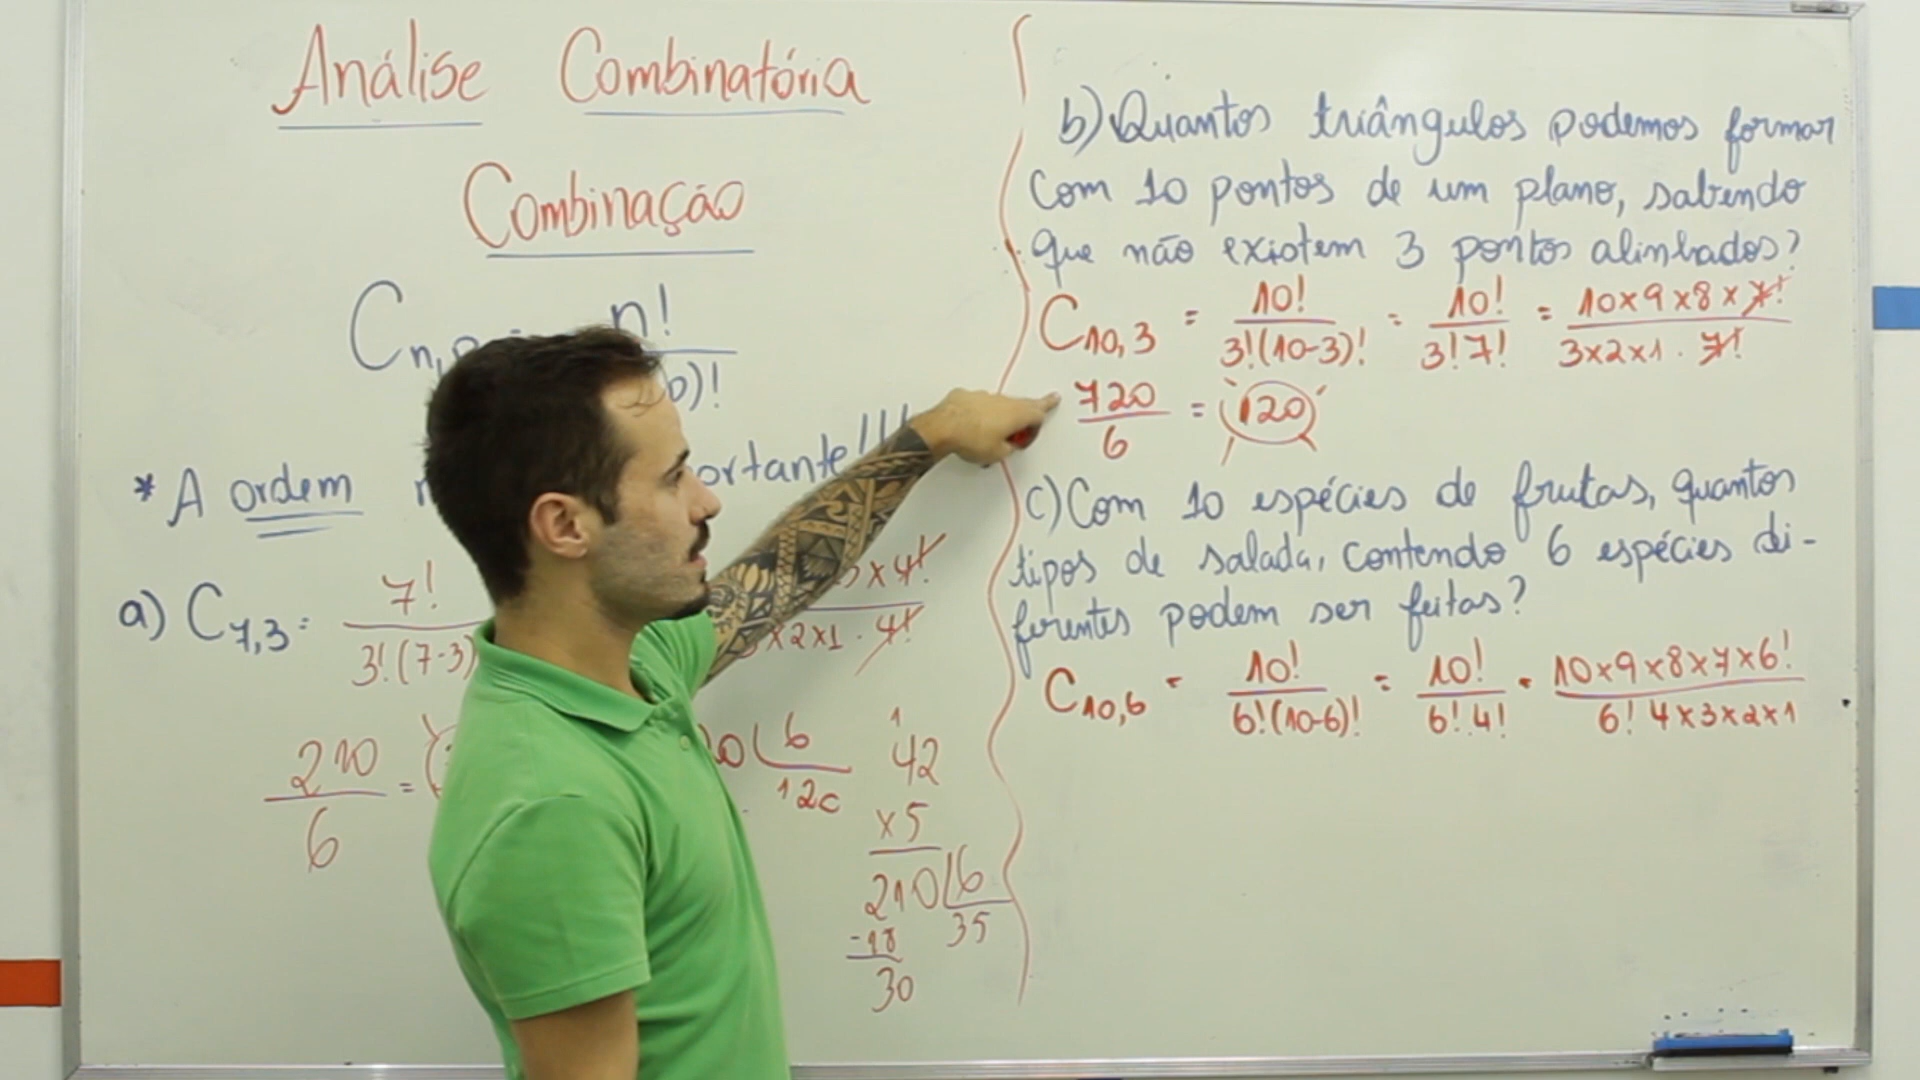 Análise Combinatória
Combinação
C n, = n!
)!
* A ordem ortante!!!
a) C7,3 = 7! / 3!(7-3) x4! / x2x1 . 4!
210 / 6 =
0 | 6
120
1
42
x5
210 | 6
-18 35
30
b) Quantos triângulos podemos formar
com 10 pontos de um plano, sabendo
que não existem 3 pontos alinhados?
C10,3 = 10! / 3!(10-3)! = 10! / 3!7! = 10x9x8x7! / 3x2x1 . 7!
720 / 6 = 120
c) Com 10 espécies de frutas, quantos
tipos de salada, contendo 6 espécies di-
ferentes podem ser feitas?
C10,6 = 10! / 6!(10-6)! = 10! / 6!4! = 10x9x8x7x6! / 6! 4x3x2x1